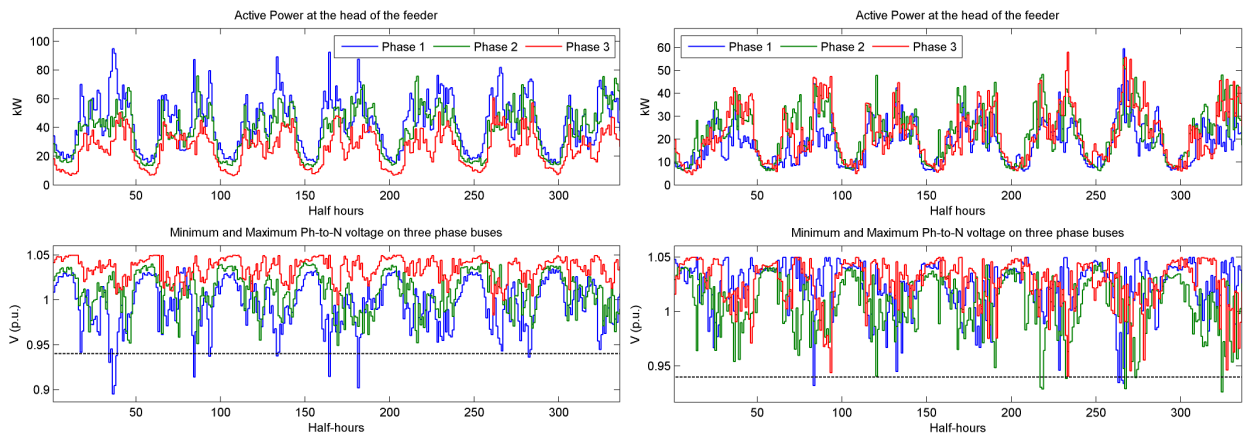 Active Power at the head of the feeder
100
80
60
40
20
0
kW
Phase 1 Phase 2 Phase 3
50 100 150 200 250 300
Half hours
Minimum and Maximum Ph-to-N voltage on three phase buses
1.05
1
0.95
0.9
V (p.u.)
50 100 150 200 250 300
Half-hours
Active Power at the head of the feeder
60
50
40
30
20
10
0
kW
Phase 1 Phase 2 Phase 3
50 100 150 200 250 300
Half hours
Minimum and Maximum Ph-to-N voltage on three phase buses
1.05
1
0.95
V (p.u.)
50 100 150 200 250 300
Half-hours